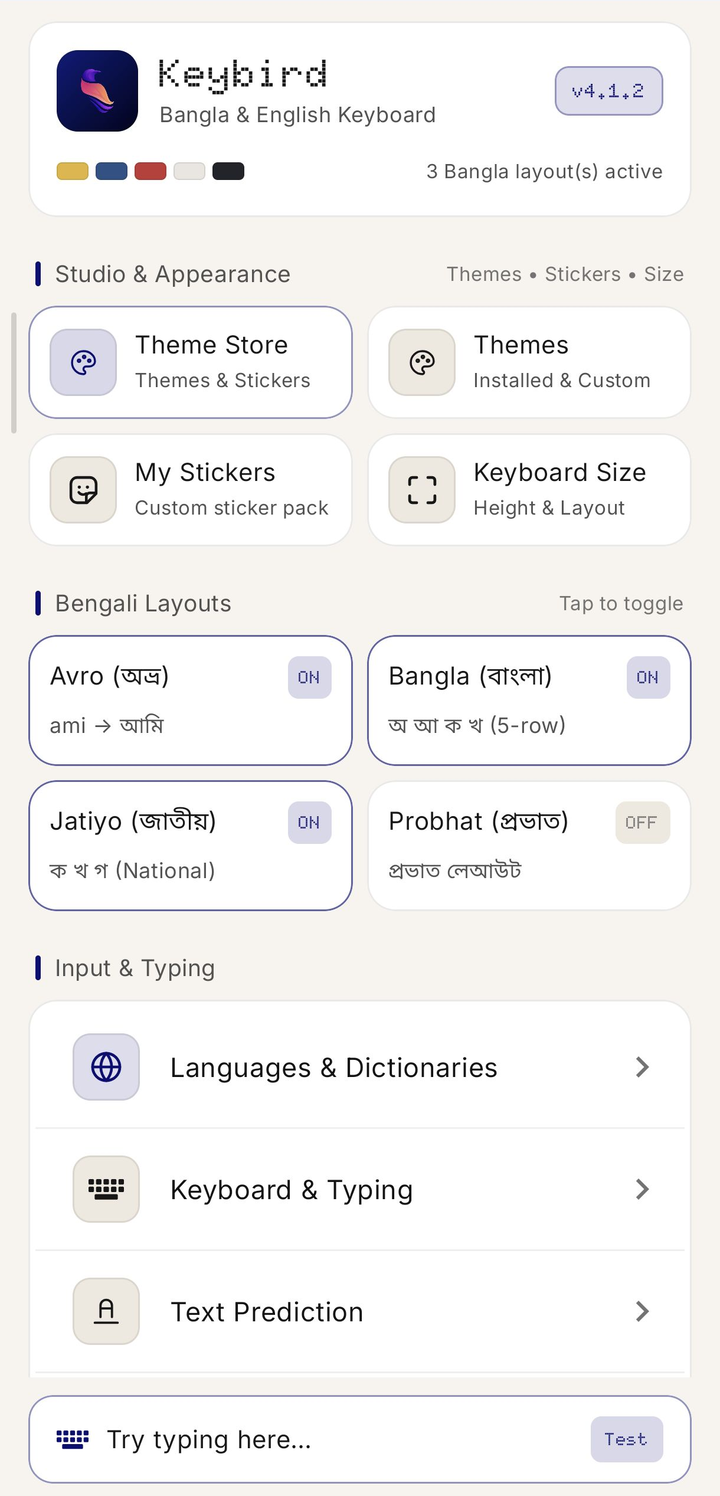 Keybird
Bangla & English Keyboard
v4.1.2
3 Bangla layout(s) active
Studio & Appearance
Themes • Stickers • Size
Theme Store
Themes & Stickers
Themes
Installed & Custom
My Stickers
Custom sticker pack
Keyboard Size
Height & Layout
Bengali Layouts
Tap to toggle
Avro (অভ্র)
ON
ami → আমি
Bangla (বাংলা)
ON
অ আ ক খ (5-row)
Jatiyo (জাতীয়)
ON
ক খ গ (National)
Probhat (প্রভাত)
OFF
প্রভাত লেআউট
Input & Typing
Languages & Dictionaries
Keyboard & Typing
Text Prediction
Try typing here...
Test